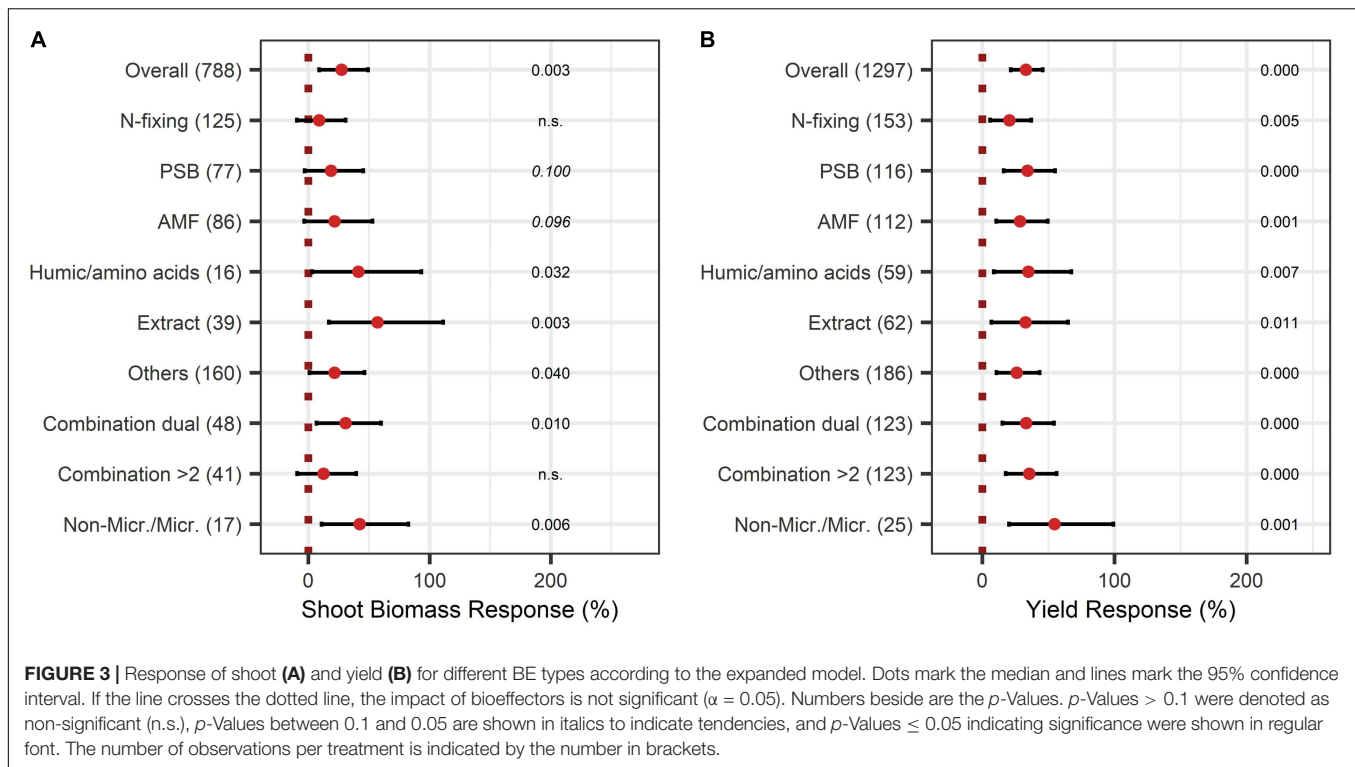 A
Overall (788) 0.003
N-fixing (125) n.s.
PSB (77) 0.100
AMF (86) 0.096
Humic/amino acids (16) 0.032
Extract (39) 0.003
Others (160) 0.040
Combination dual (48) 0.010
Combination >2 (41) n.s.
Non-Micr./Micr. (17) 0.006
0 100 200
Shoot Biomass Response (%)
B
Overall (1297) 0.000
N-fixing (153) 0.005
PSB (116) 0.000
AMF (112) 0.001
Humic/amino acids (59) 0.007
Extract (62) 0.011
Others (186) 0.000
Combination dual (123) 0.000
Combination >2 (123) 0.000
Non-Micr./Micr. (25) 0.001
0 100 200
Yield Response (%)
FIGURE 3 | Response of shoot (A) and yield (B) for different BE types according to the expanded model. Dots mark the median and lines mark the 95% confidence
interval. If the line crosses the dotted line, the impact of bioeffectors is not significant (α = 0.05). Numbers beside are the p-Values. p-Values > 0.1 were denoted as
non-significant (n.s.), p-Values between 0.1 and 0.05 are shown in italics to indicate tendencies, and p-Values ≤ 0.05 indicating significance were shown in regular
font. The number of observations per treatment is indicated by the number in brackets.